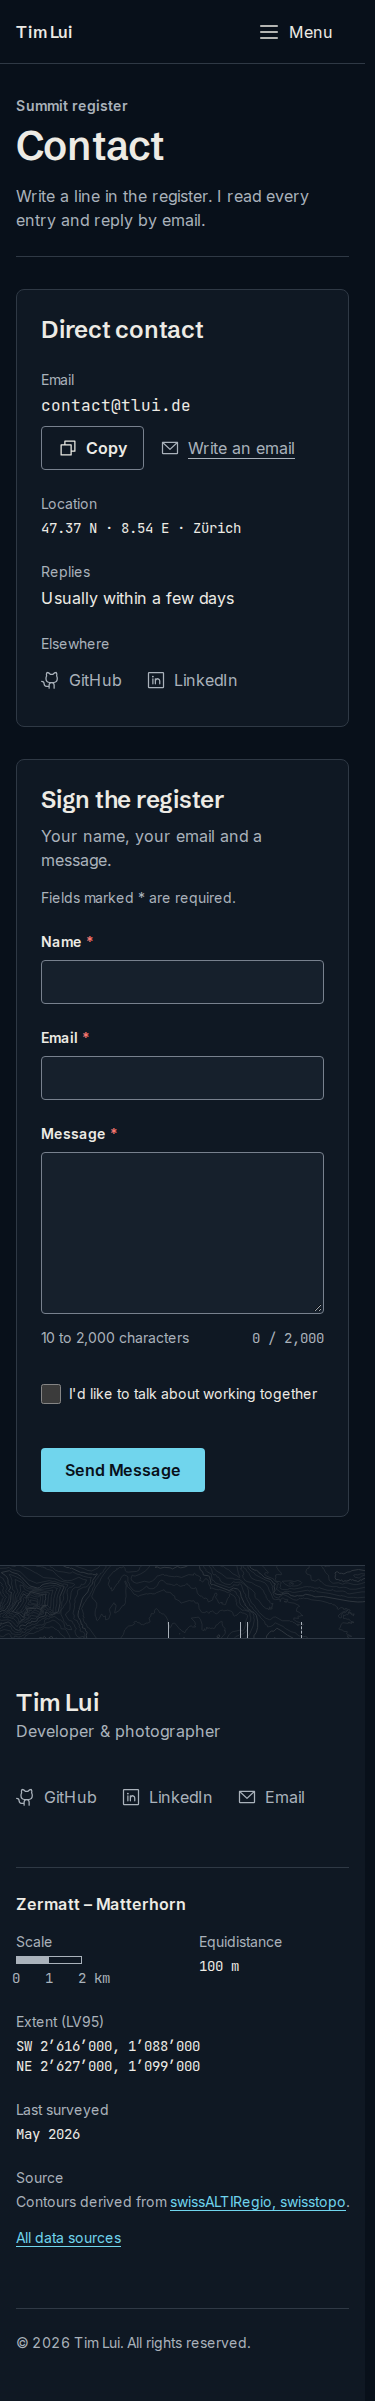 Tim Lui
Menu
Summit register
Contact
Write a line in the register. I read every
entry and reply by email.
Direct contact
Email
contact@tlui.de
Copy
Write an email
Location
47.37 N · 8.54 E · Zürich
Replies
Usually within a few days
Elsewhere
GitHub
LinkedIn
Sign the register
Your name, your email and a
message.
Fields marked * are required.
Name *
Email *
Message *
10 to 2,000 characters
0 / 2,000
I'd like to talk about working together
Send Message
Tim Lui
Developer & photographer
GitHub
LinkedIn
Email
Zermatt – Matterhorn
Scale
0 1 2 km
Equidistance
100 m
Extent (LV95)
SW 2’616’000, 1’088’000
NE 2’627’000, 1’099’000
Last surveyed
May 2026
Source
Contours derived from swissALTIRegio, swisstopo.
All data sources
© 2026 Tim Lui. All rights reserved.